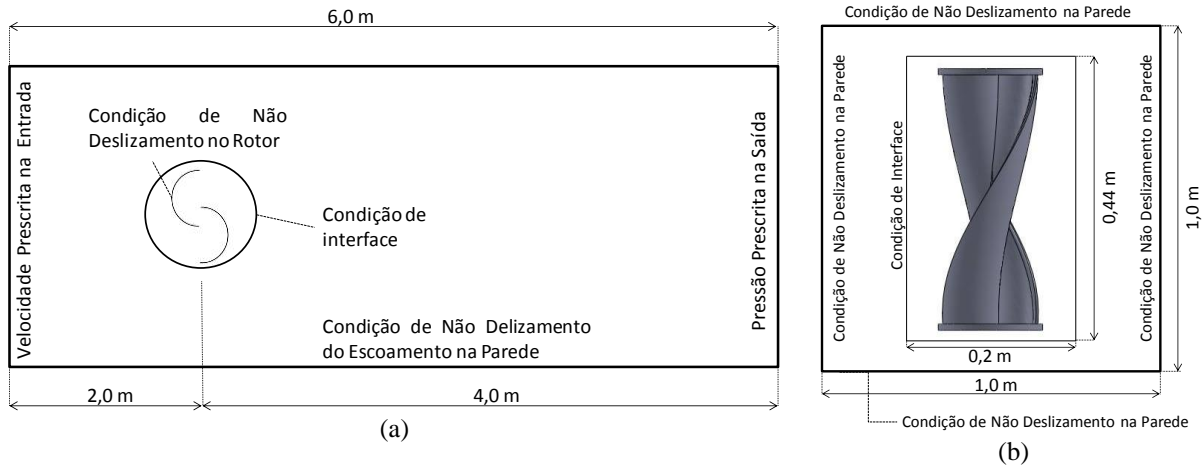 6,0 m
Velocidade Prescrita na Entrada
Condição de Não
Deslizamento no Rotor
Condição de
interface
Condição de Não Delizamento
do Escoamento na Parede
Pressão Prescrita na Saída
2,0 m
4,0 m
(a)
Condição de Não Deslizamento na Parede
Condição de Não Deslizamento na Parede
Condição de Interface
0,44 m
Condição de Não Deslizamento na Parede
1,0 m
0,2 m
1,0 m
Condição de Não Deslizamento na Parede
(b)